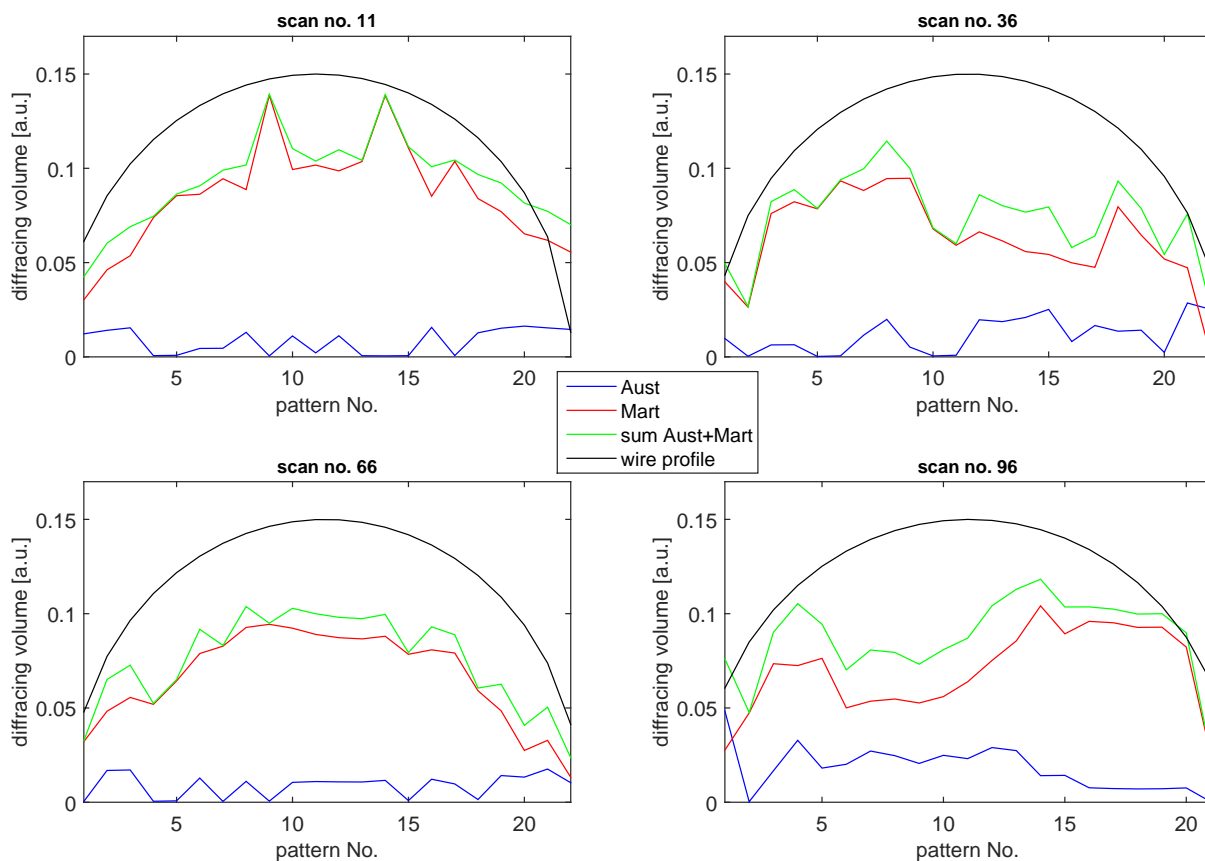 scan no. 11
diffracing volume [a.u.]
0.15
0.1
0.05
0
5
10
15
20
pattern No.
scan no. 36
diffracing volume [a.u.]
0.15
0.1
0.05
0
5
10
15
20
pattern No.
Aust
Mart
sum Aust+Mart
wire profile
scan no. 66
diffracing volume [a.u.]
0.15
0.1
0.05
0
5
10
15
20
pattern No.
scan no. 96
diffracing volume [a.u.]
0.15
0.1
0.05
0
5
10
15
20
pattern No.